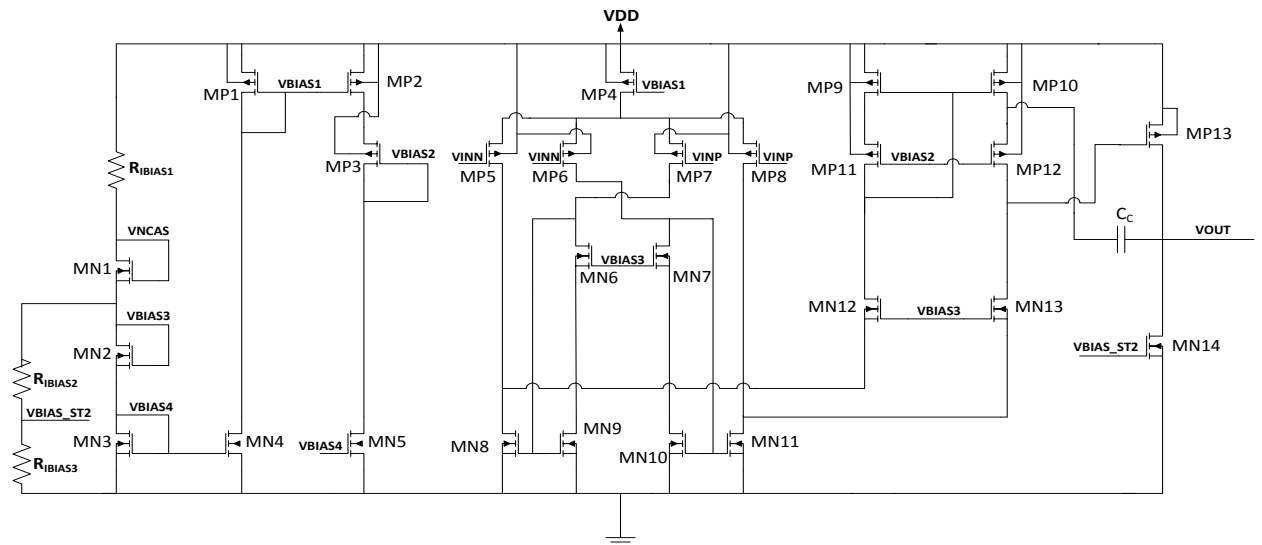 VDD
MP1
VBIAS1
MP2
MP4
VBIAS1
MP9
MP10
MP13
RIBIAS1
MP3
VBIAS2
VINN
MP5
VINN
MP6
VINP
MP7
VINP
MP8
MP11
VBIAS2
MP12
VNCAS
CC
VOUT
MN1
MN6
VBIAS3
MN7
VBIAS3
MN2
MN12
VBIAS3
MN13
RIBIAS2
VBIAS_ST2
MN14
VBIAS4
VBIAS_ST2
MN3
MN4
VBIAS4
MN5
MN8
MN9
MN10
MN11
RIBIAS3